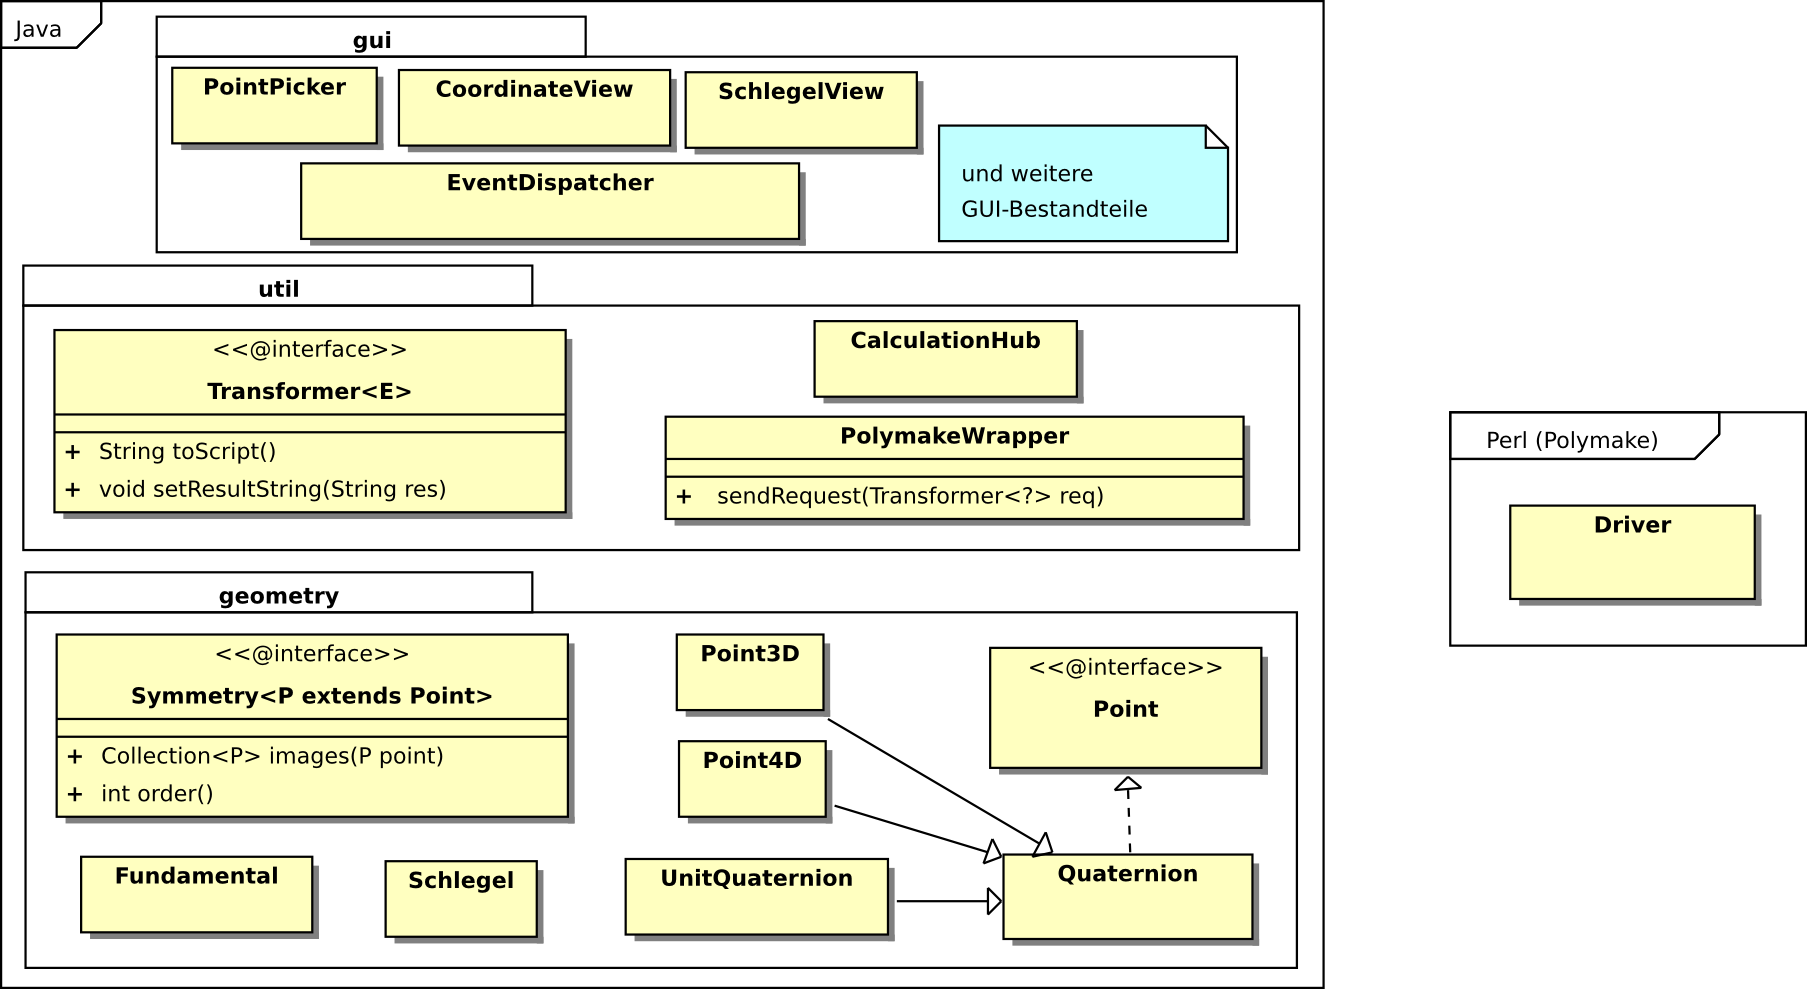 Java
gui
PointPicker
CoordinateView
SchlegelView
EventDispatcher
und weitere
GUI-Bestandteile
util
<<@interface>>
Transformer<E>
+ String toScript()
+ void setResultString(String res)
CalculationHub
PolymakeWrapper
+ sendRequest(Transformer<?> req)
geometry
<<@interface>>
Symmetry<P extends Point>
+ Collection<P> images(P point)
+ int order()
Point3D
Point4D
<<@interface>>
Point
Fundamental
Schlegel
UnitQuaternion
Quaternion
Perl (Polymake)
Driver